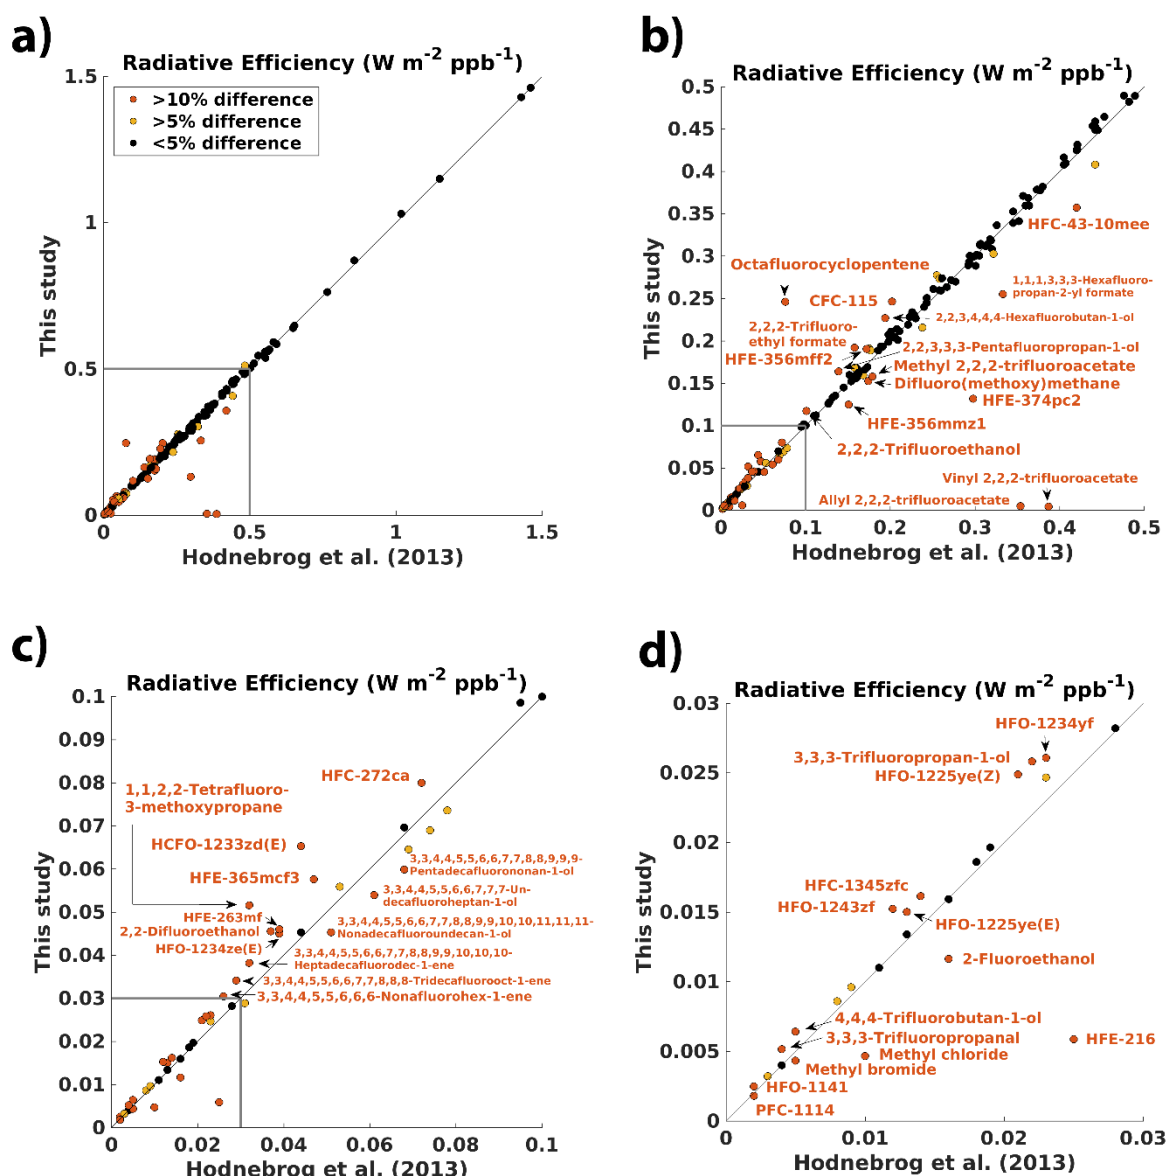 a)
Radiative Efficiency (W m-2 ppb-1)
1.5
>10% difference
>5% difference
<5% difference
1
This study
0.5
0
0
0.5
1
1.5
Hodnebrog et al. (2013)
b)
Radiative Efficiency (W m-2 ppb-1)
0.5
0.45
0.4
0.35
0.3
0.25
0.2
0.15
0.1
0.05
0
This study
HFC-43-10mee
Octafluorocyclopentene
1,1,1,3,3,3-Hexafluoro-
propan-2-yl formate
CFC-115
2,2,3,4,4,4-Hexafluorobutan-1-ol
2,2,2-Trifluoro-
ethyl formate
2,2,3,3,3-Pentafluoropropan-1-ol
HFE-356mff2
Methyl 2,2,2-trifluoroacetate
Difluoro(methoxy)methane
HFE-374pc2
HFE-356mmz1
2,2,2-Trifluoroethanol
Vinyl 2,2,2-trifluoroacetate
Allyl 2,2,2-trifluoroacetate
0
0.1
0.2
0.3
0.4
0.5
Hodnebrog et al. (2013)
c)
Radiative Efficiency (W m-2 ppb-1)
0.1
0.09
0.08
0.07
0.06
0.05
0.04
0.03
0.02
0.01
0
This study
HFC-272ca
1,1,2,2-Tetrafluoro-
3-methoxypropane
HCFO-1233zd(E)
3,3,4,4,5,5,6,6,7,7,8,8,9,9,9-
Pentadecafluorononan-1-ol
HFE-365mcf3
3,3,4,4,5,5,6,6,7,7,7-Un-
decafluoroheptan-1-ol
HFE-263mf
2,2-Difluoroethanol
3,3,4,4,5,5,6,6,7,7,8,8,9,9,10,10,11,11,11-
Nonadecafluoroundecan-1-ol
HFO-1234ze(E)
3,3,4,4,5,5,6,6,7,7,8,8,9,9,10,10,10-
Heptadecafluorodec-1-ene
3,3,4,4,5,5,6,6,7,7,8,8,8-Tridecafluorooct-1-ene
3,3,4,4,5,5,6,6,6-Nonafluorohex-1-ene
0
0.02
0.04
0.06
0.08
0.1
Hodnebrog et al. (2013)
d)
Radiative Efficiency (W m-2 ppb-1)
0.03
0.025
0.02
0.015
0.01
0.005
0
This study
HFO-1234yf
3,3,3-Trifluoropropan-1-ol
HFO-1225ye(Z)
HFC-1345zfc
HFO-1243zf
HFO-1225ye(E)
2-Fluoroethanol
4,4,4-Trifluorobutan-1-ol
3,3,3-Trifluoropropanal
HFE-216
Methyl chloride
Methyl bromide
HFO-1141
PFC-1114
0
0.01
0.02
0.03
Hodnebrog et al. (2013)